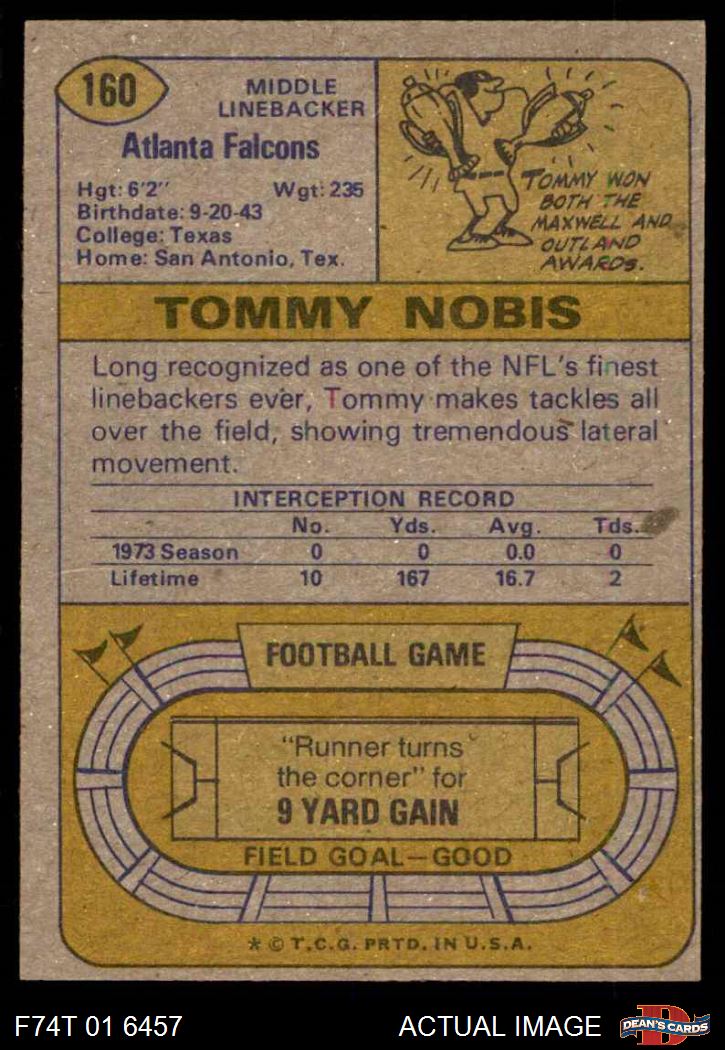 160
MIDDLE
LINEBACKER
Atlanta Falcons
Hgt: 6'2" Wgt: 235
Birthdate: 9-20-43
College: Texas
Home: San Antonio, Tex.
TOMMY WON
BOTH THE
MAXWELL AND
OUTLAND
AWARDS.
TOMMY NOBIS
Long recognized as one of the NFL's finest
linebackers ever, Tommy makes tackles all
over the field, showing tremendous lateral
movement.
INTERCEPTION RECORD
No. Yds. Avg. Tds.
1973 Season 0 0 0.0 0
Lifetime 10 167 16.7 2
FOOTBALL GAME
"Runner turns
the corner" for
9 YARD GAIN
FIELD GOAL—GOOD
* © T.C.G. PRTD. IN U.S.A.
F74T 01 6457 ACTUAL IMAGE
D
DEAN'S CARDS